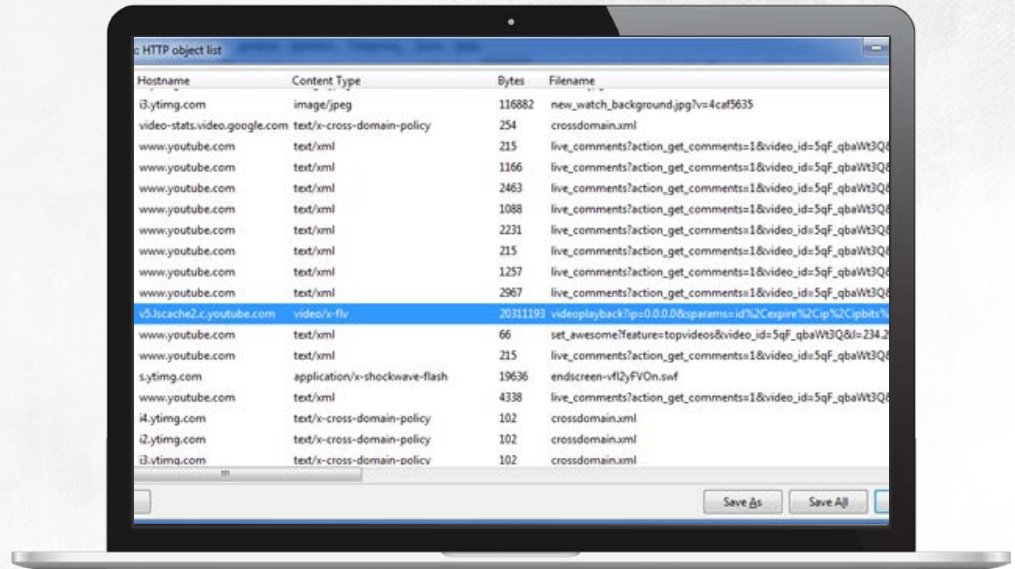 : HTTP object list
Hostname Content Type Bytes Filename
i3.ytimg.com image/jpeg 116882 new_watch_background.jpg?v=4caf5635
video-stats.video.google.com text/x-cross-domain-policy 254 crossdomain.xml
www.youtube.com text/xml 215 live_comments?action_get_comments=1&video_id=5qF_qbaWt3Q&
www.youtube.com text/xml 1166 live_comments?action_get_comments=1&video_id=5qF_qbaWt3Q&
www.youtube.com text/xml 2463 live_comments?action_get_comments=1&video_id=5qF_qbaWt3Q&
www.youtube.com text/xml 1088 live_comments?action_get_comments=1&video_id=5qF_qbaWt3Q&
www.youtube.com text/xml 2231 live_comments?action_get_comments=1&video_id=5qF_qbaWt3Q&
www.youtube.com text/xml 215 live_comments?action_get_comments=1&video_id=5qF_qbaWt3Q&
www.youtube.com text/xml 1257 live_comments?action_get_comments=1&video_id=5qF_qbaWt3Q&
www.youtube.com text/xml 2967 live_comments?action_get_comments=1&video_id=5qF_qbaWt3Q&
v5.lscache2.c.youtube.com video/x-flv 20311193 videoplayback?ip=0.0.0.0&sparams=id%2Cexpire%2Cip%2Cipbits%
www.youtube.com text/xml 66 set_awesome?feature=topvideos&video_id=5qF_qbaWt3Q&l=234.2
www.youtube.com text/xml 215 live_comments?action_get_comments=1&video_id=5qF_qbaWt3Q&
s.ytimg.com application/x-shockwave-flash 19636 endscreen-vfl2yFVOn.swf
www.youtube.com text/xml 4338 live_comments?action_get_comments=1&video_id=5qF_qbaWt3Q&
i4.ytimg.com text/x-cross-domain-policy 102 crossdomain.xml
i2.ytimg.com text/x-cross-domain-policy 102 crossdomain.xml
i3.ytimg.com text/x-cross-domain-policy 102 crossdomain.xml
Save As Save All